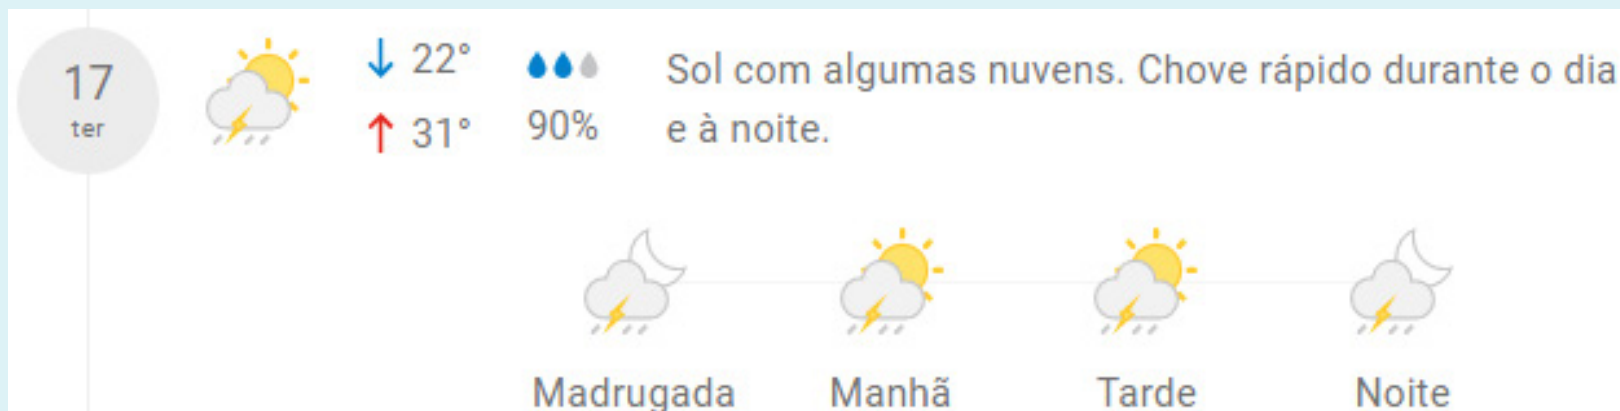 17
ter
22°
31°
90%
Sol com algumas nuvens. Chove rápido durante o dia
e à noite.
Madrugada Manhã Tarde Noite